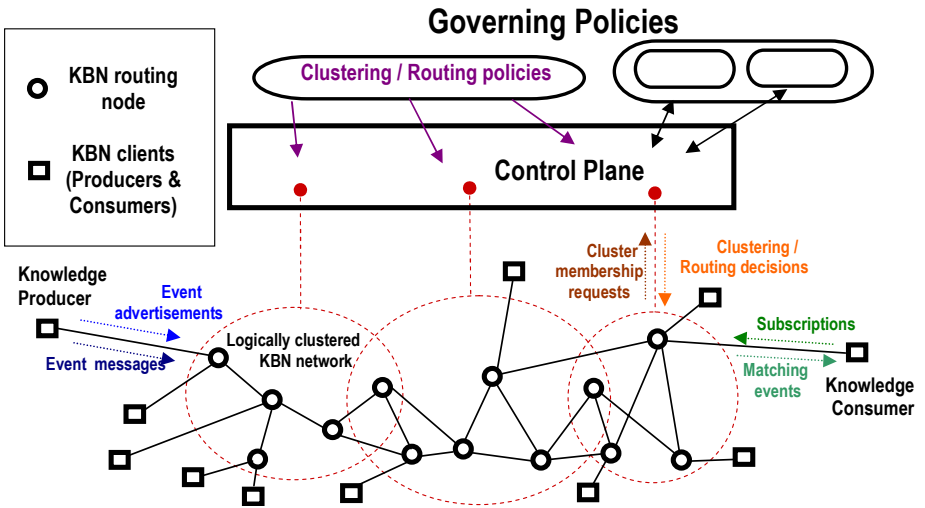 Governing Policies
KBN routing
node
KBN clients
(Producers &
Consumers)
Clustering / Routing policies
Control Plane
Cluster
membership
requests
Clustering /
Routing decisions
Knowledge
Producer
Event
advertisements
Event messages
Logically clustered
KBN network
Subscriptions
Matching
events
Knowledge
Consumer